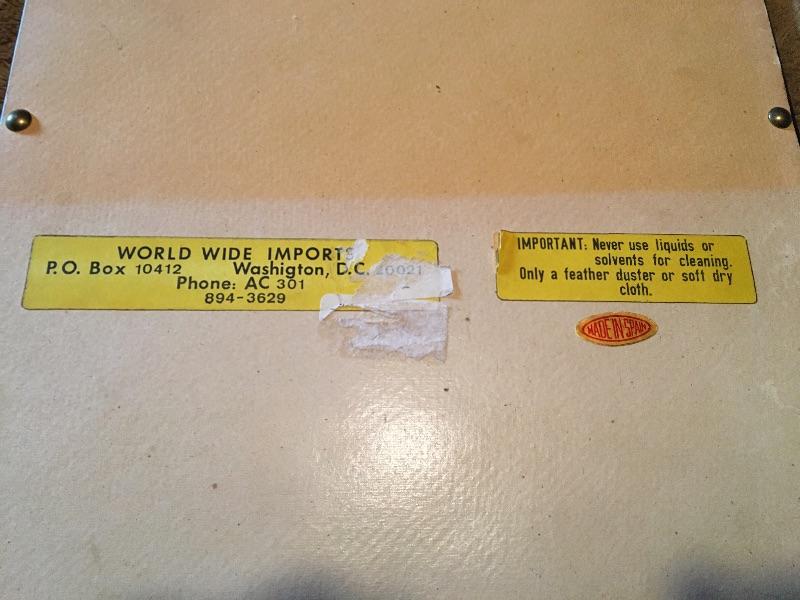 WORLD WIDE IMPORTS
P.O. Box 10412 Washigton, D.C. 20021
Phone: AC 301
894-3629
IMPORTANT: Never use liquids or
solvents for cleaning.
Only a feather duster or soft dry
cloth.
MADE IN SPAIN